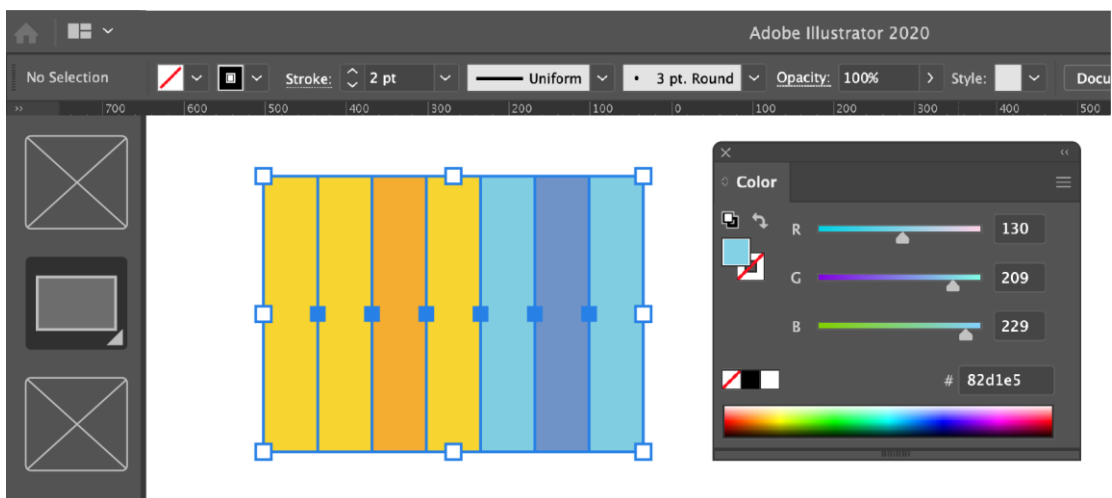 Adobe Illustrator 2020
No Selection Stroke: 2 pt Uniform 3 pt. Round Opacity: 100% Style: Docu
700 600 500 400 300 200 100 0 100 200 300 400 500
Color
R 130
G 209
B 229
# 82d1e5